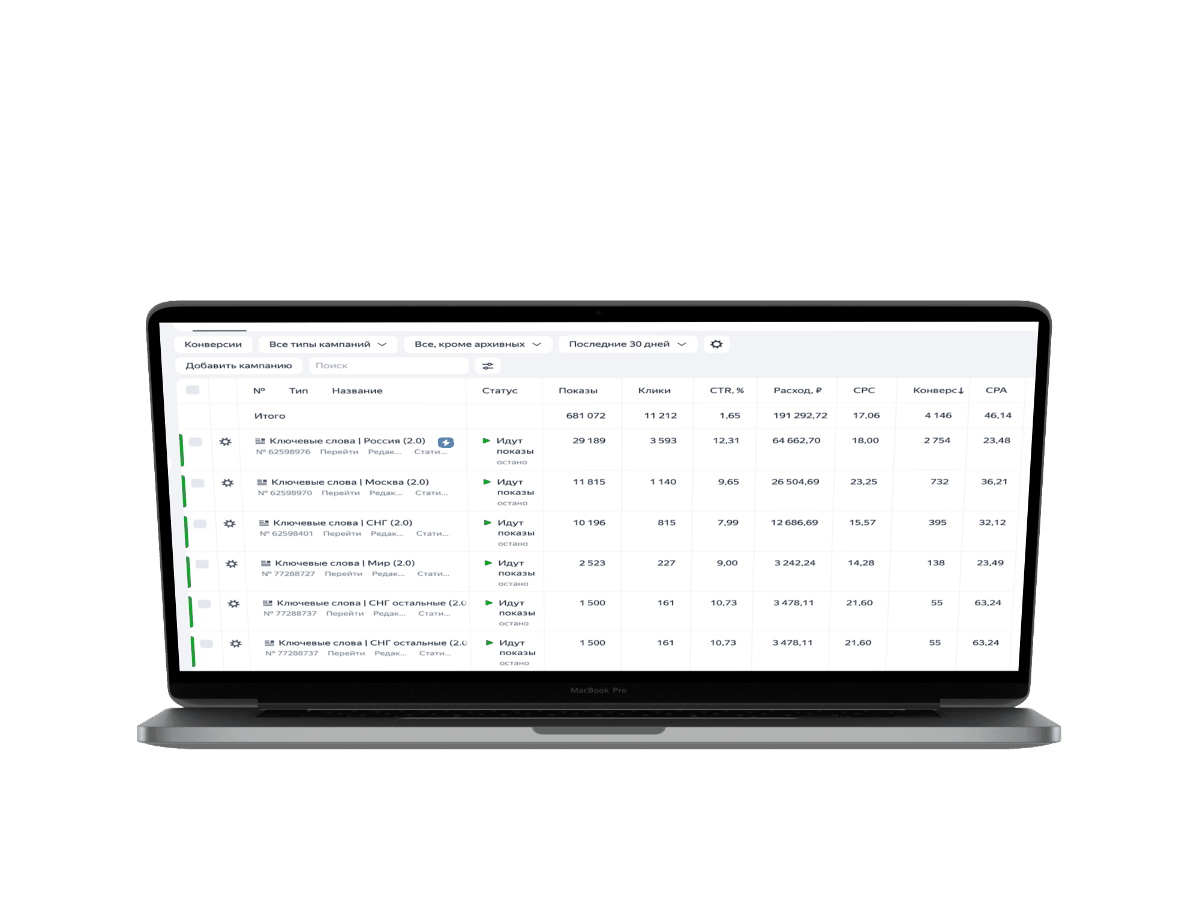 Конверсии Все типы кампаний Все, кроме архивных Последние 30 дней
Добавить кампанию Поиск
№ Тип Название Статус Показы Клики CTR, % Расход, ₽ CPC Конверс↓ CPA
Итого 681 072 11 212 1,65 191 292,72 17,06 4 146 46,14
Ключевые слова | Россия (2.0) Идут показы 29 189 3 593 12,31 64 662,70 18,00 2 754 23,48
№ 62598976 Перейти Редак... Стати... остано
Ключевые слова | Москва (2.0) Идут показы 11 815 1 140 9,65 26 504,69 23,25 732 36,21
№ 62598970 Перейти Редак... Стати... остано
Ключевые слова | СНГ (2.0) Идут показы 10 196 815 7,99 12 686,69 15,57 395 32,12
№ 62598401 Перейти Редак... Стати... остано
Ключевые слова | Мир (2.0) Идут показы 2 523 227 9,00 3 242,24 14,28 138 23,49
№ 77288727 Перейти Редак... Стати... остано
Ключевые слова | СНГ остальные (2.0 Идут показы 1 500 161 10,73 3 478,11 21,60 55 63,24
№ 77288737 Перейти Редак... Стати... остано
Ключевые слова | СНГ остальные (2.0 Идут показы 1 500 161 10,73 3 478,11 21,60 55 63,24
№ 77288737 Перейти Редак... Стати... остано
MacBook Pro